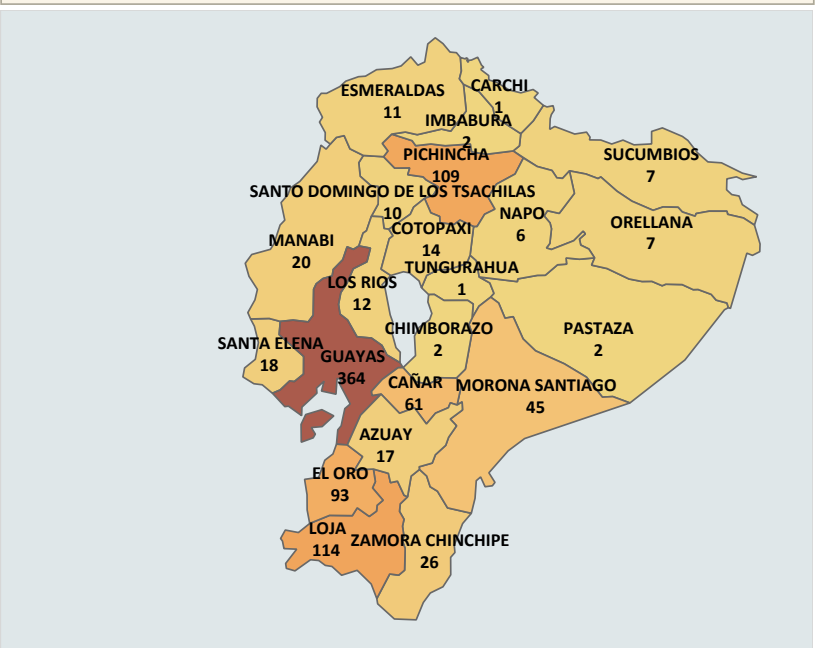 ESMERALDAS
11
CARCHI
1
IMBABURA
2
PICHINCHA
109
SUCUMBIOS
7
SANTO DOMINGO DE LOS TSACHILAS
10
NAPO
6
ORELLANA
7
COTOPAXI
14
MANABI
20
TUNGURAHUA
1
LOS RIOS
12
CHIMBORAZO
2
PASTAZA
2
SANTA ELENA
18
GUAYAS
364
CAÑAR
61
MORONA SANTIAGO
45
AZUAY
17
EL ORO
93
LOJA
114
ZAMORA CHINCHIPE
26